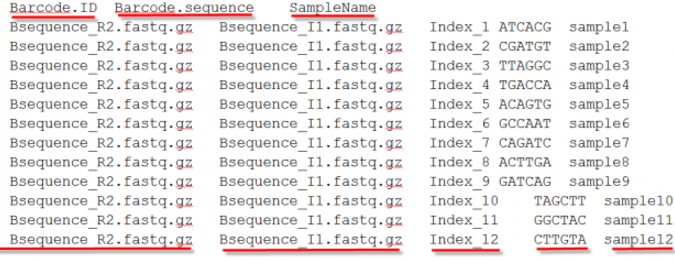 Barcode.ID Barcode.sequence SampleName
Bsequence_R2.fastq.gz Bsequence_I1.fastq.gz Index_1 ATCACG sample1
Bsequence_R2.fastq.gz Bsequence_I1.fastq.gz Index_2 CGATGT sample2
Bsequence_R2.fastq.gz Bsequence_I1.fastq.gz Index_3 TTAGGC sample3
Bsequence_R2.fastq.gz Bsequence_I1.fastq.gz Index_4 TGACCA sample4
Bsequence_R2.fastq.gz Bsequence_I1.fastq.gz Index_5 ACAGTG sample5
Bsequence_R2.fastq.gz Bsequence_I1.fastq.gz Index_6 GCCAAT sample6
Bsequence_R2.fastq.gz Bsequence_I1.fastq.gz Index_7 CAGATC sample7
Bsequence_R2.fastq.gz Bsequence_I1.fastq.gz Index_8 ACTTGA sample8
Bsequence_R2.fastq.gz Bsequence_I1.fastq.gz Index_9 GATCAG sample9
Bsequence_R2.fastq.gz Bsequence_I1.fastq.gz Index_10 TAGCTT sample10
Bsequence_R2.fastq.gz Bsequence_I1.fastq.gz Index_11 GGCTAC sample11
Bsequence_R2.fastq.gz Bsequence_I1.fastq.gz Index_12 CTTGTA sample12